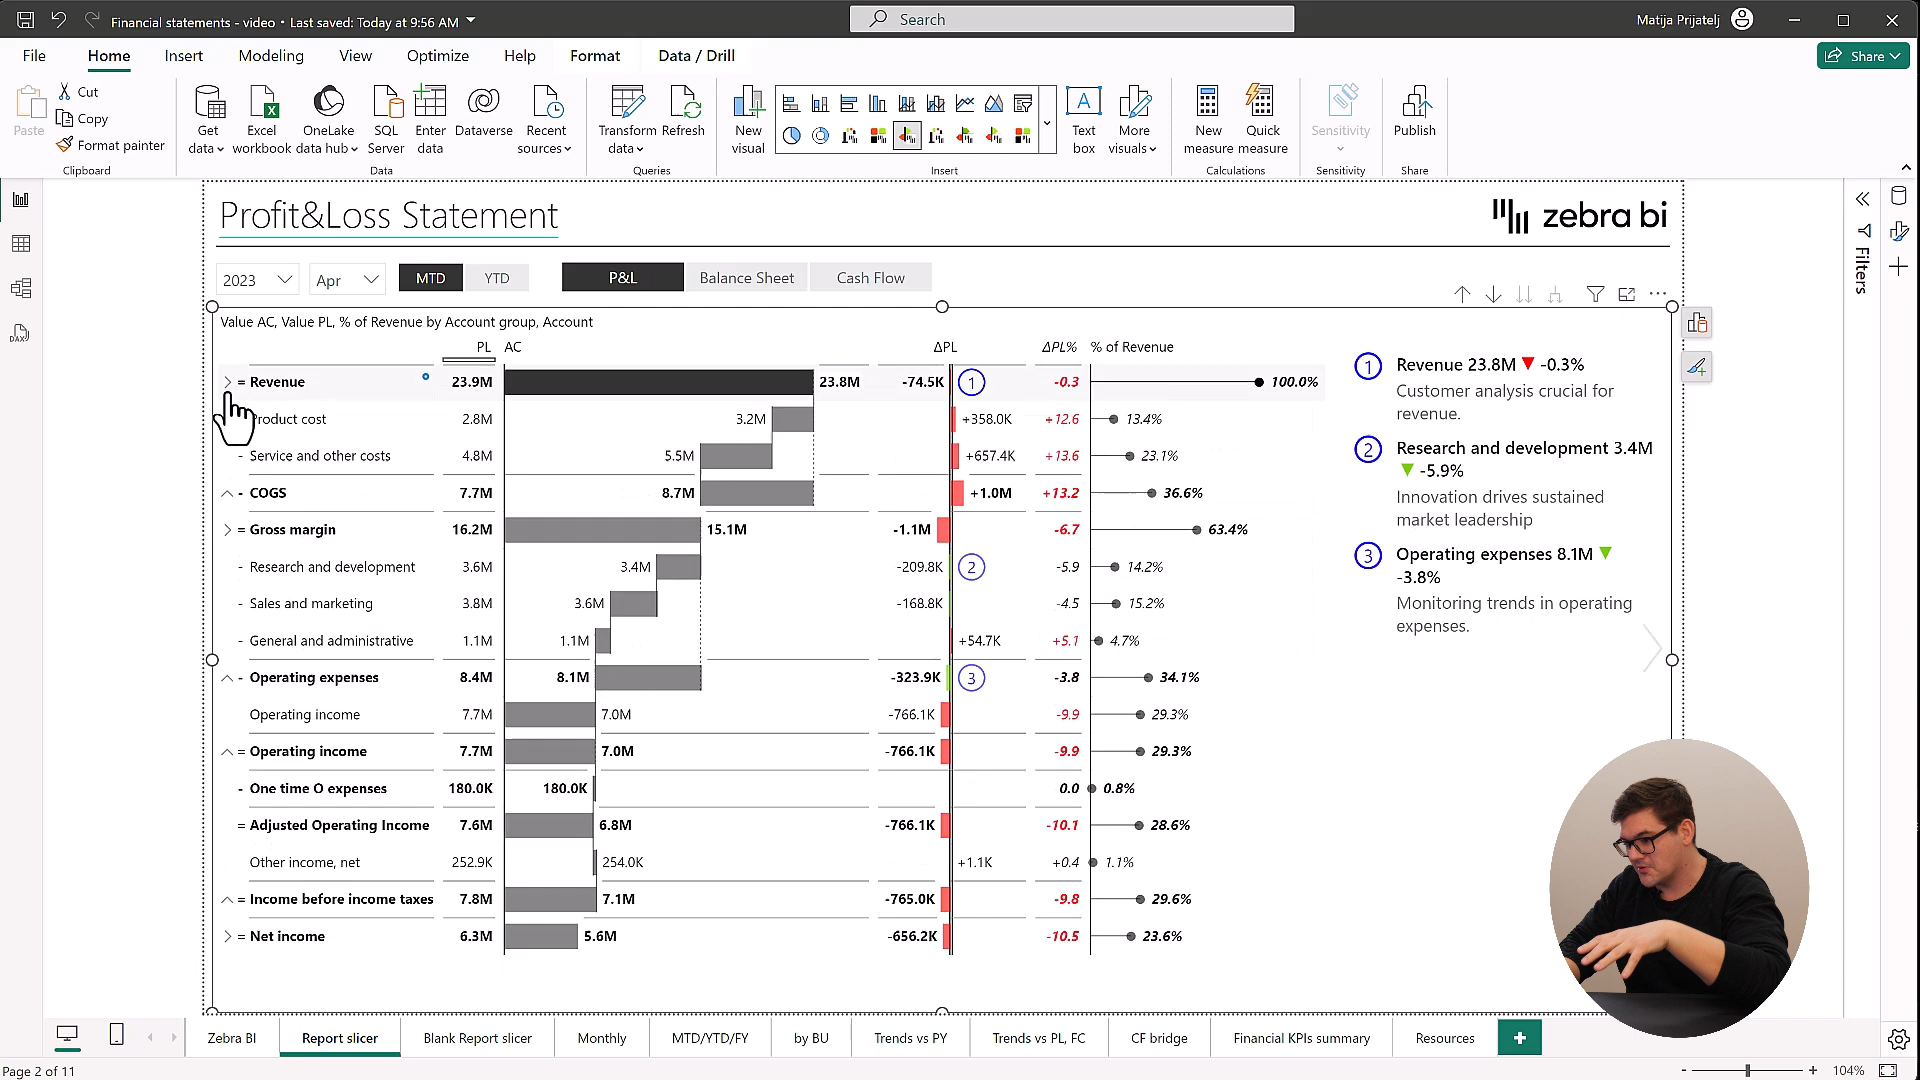 Financial statements - video • Last saved: Today at 9:56 AM
Search
Matija Prijatelj
File Home Insert Modeling View Optimize Help Format Data / Drill
Share
Paste
Cut
Copy
Format painter
Clipboard
Get data
Excel workbook
OneLake data hub
SQL Server
Enter data
Dataverse
Recent sources
Data
Transform data
Refresh
Queries
New visual
Text box
More visuals
Insert
New measure
Quick measure
Calculations
Sensitivity
Sensitivity
Publish
Share
Profit&Loss Statement
zebra bi
2023 Apr MTD YTD P&L Balance Sheet Cash Flow
Filters
DAX
Value AC, Value PL, % of Revenue by Account group, Account
PL AC ΔPL ΔPL% % of Revenue
= Revenue 23.9M 23.8M -74.5K 1 -0.3 100.0%
Product cost 2.8M 3.2M +358.0K +12.6 13.4%
- Service and other costs 4.8M 5.5M +657.4K +13.6 23.1%
- COGS 7.7M 8.7M +1.0M +13.2 36.6%
= Gross margin 16.2M 15.1M -1.1M -6.7 63.4%
- Research and development 3.6M 3.4M -209.8K 2 -5.9 14.2%
- Sales and marketing 3.8M 3.6M -168.8K -4.5 15.2%
- General and administrative 1.1M 1.1M +54.7K +5.1 4.7%
- Operating expenses 8.4M 8.1M -323.9K 3 -3.8 34.1%
Operating income 7.7M 7.0M -766.1K -9.9 29.3%
= Operating income 7.7M 7.0M -766.1K -9.9 29.3%
- One time O expenses 180.0K 180.0K 0.0 0.8%
= Adjusted Operating Income 7.6M 6.8M -766.1K -10.1 28.6%
Other income, net 252.9K 254.0K +1.1K +0.4 1.1%
= Income before income taxes 7.8M 7.1M -765.0K -9.8 29.6%
= Net income 6.3M 5.6M -656.2K -10.5 23.6%
1 Revenue 23.8M ▼ -0.3%
Customer analysis crucial for
revenue.
2 Research and development 3.4M
▼ -5.9%
Innovation drives sustained
market leadership
3 Operating expenses 8.1M ▼
-3.8%
Monitoring trends in operating
expenses.
Zebra BI Report slicer Blank Report slicer Monthly MTD/YTD/FY by BU Trends vs PY Trends vs PL, FC CF bridge Financial KPIs summary Resources
Page 2 of 11
- + 104%